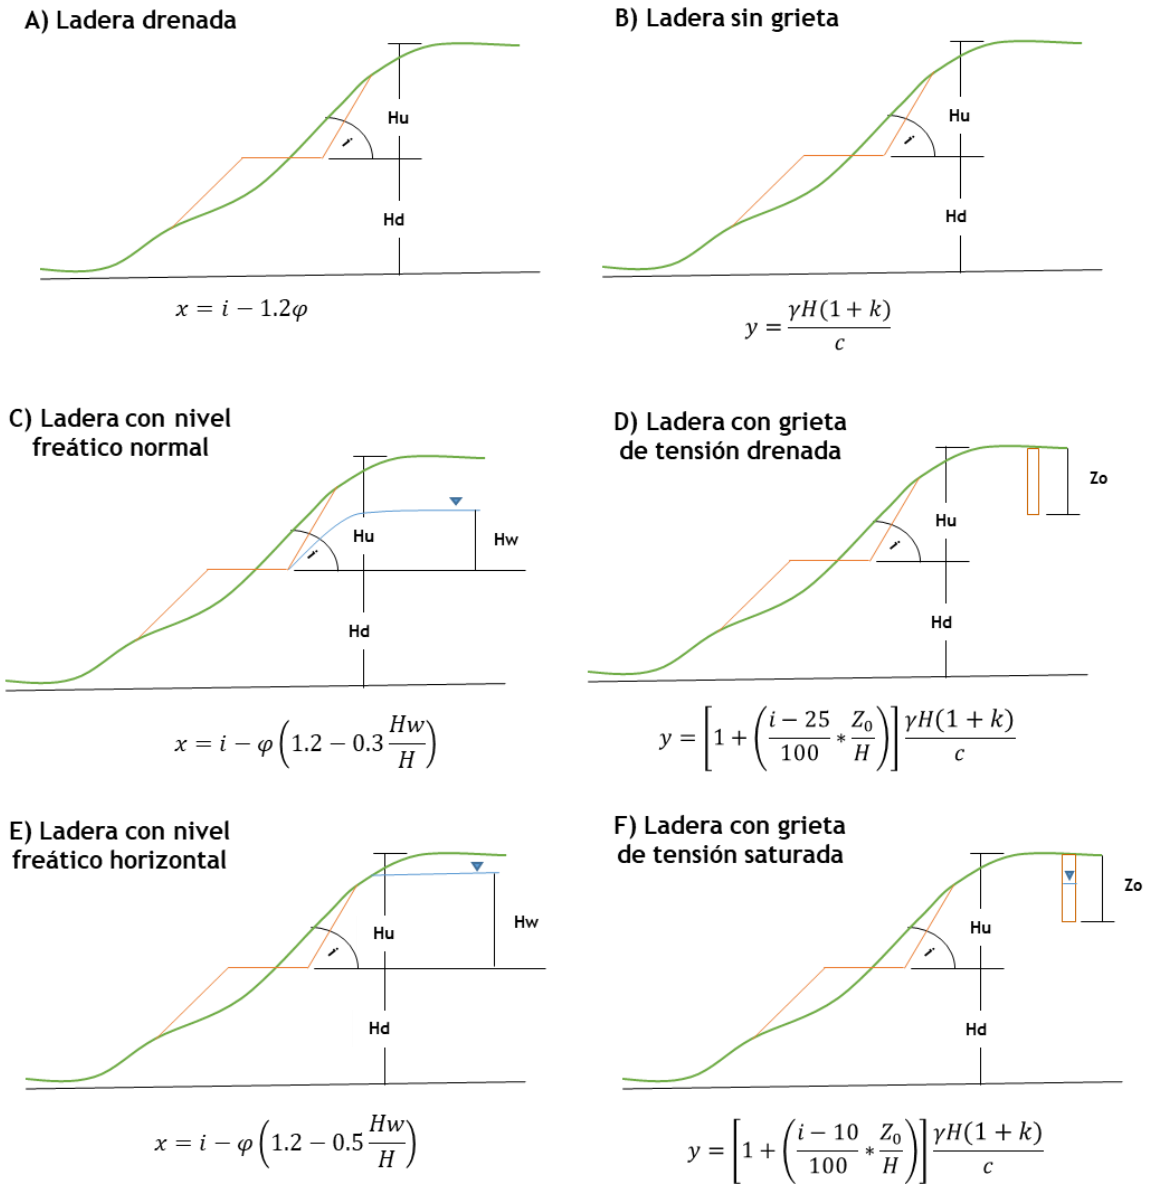 A) Ladera drenada
Hu
i
Hd
x = i − 1.2φ
B) Ladera sin grieta
Hu
i
Hd
y = γH(1 + k) / c
C) Ladera con nivel
freático normal
Hu
i
Hw
Hd
x = i − φ(1.2 − 0.3 Hw/H)
D) Ladera con grieta
de tensión drenada
Zo
Hu
i
Hd
y = [1 + (i − 25 / 100 * Z₀/H)] γH(1 + k) / c
E) Ladera con nivel
freático horizontal
Hw
Hu
i
Hd
x = i − φ(1.2 − 0.5 Hw/H)
F) Ladera con grieta
de tensión saturada
Zo
Hu
i
Hd
y = [1 + (i − 10 / 100 * Z₀/H)] γH(1 + k) / c